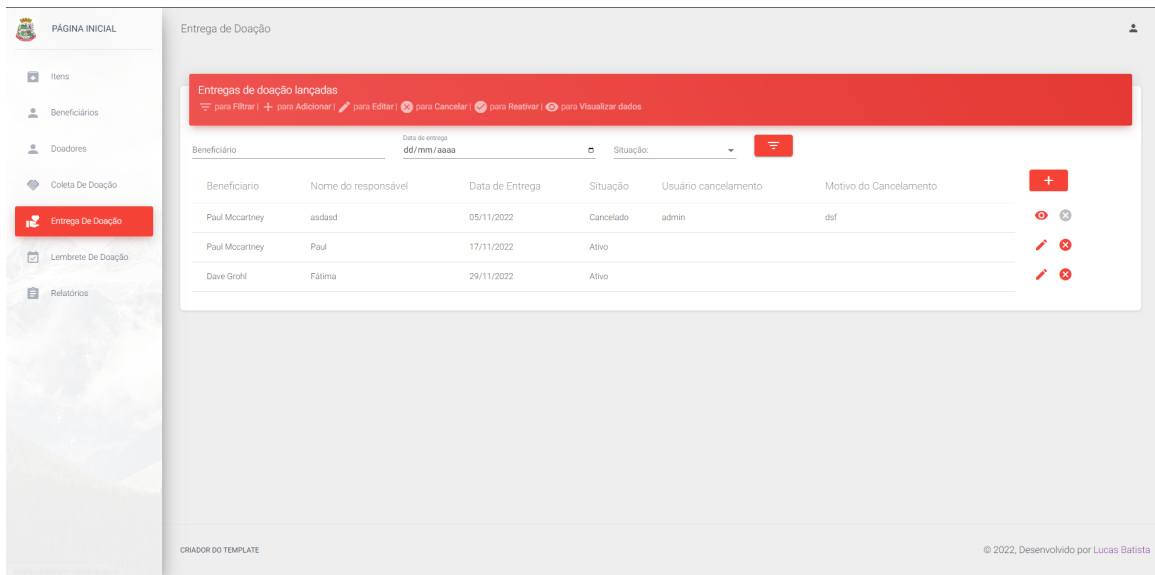 PÁGINA INICIAL
Itens
Beneficiários
Doadores
Coleta De Doação
Entrega De Doação
Lembrete De Doação
Relatórios
Entrega de Doação
Entregas de doação lançadas
para Filtrar | para Adicionar | para Editar | para Cancelar | para Reativar | para Visualizar dados
Beneficiário Data de entrega dd/mm/aaaa Situação:
Beneficiario Nome do responsável Data de Entrega Situação Usuário cancelamento Motivo do Cancelamento
Paul Mccartney asdasd 05/11/2022 Cancelado admin dsf
Paul Mccartney Paul 17/11/2022 Ativo
Dave Grohl Fátima 29/11/2022 Ativo
CRIADOR DO TEMPLATE © 2022, Desenvolvido por Lucas Batista